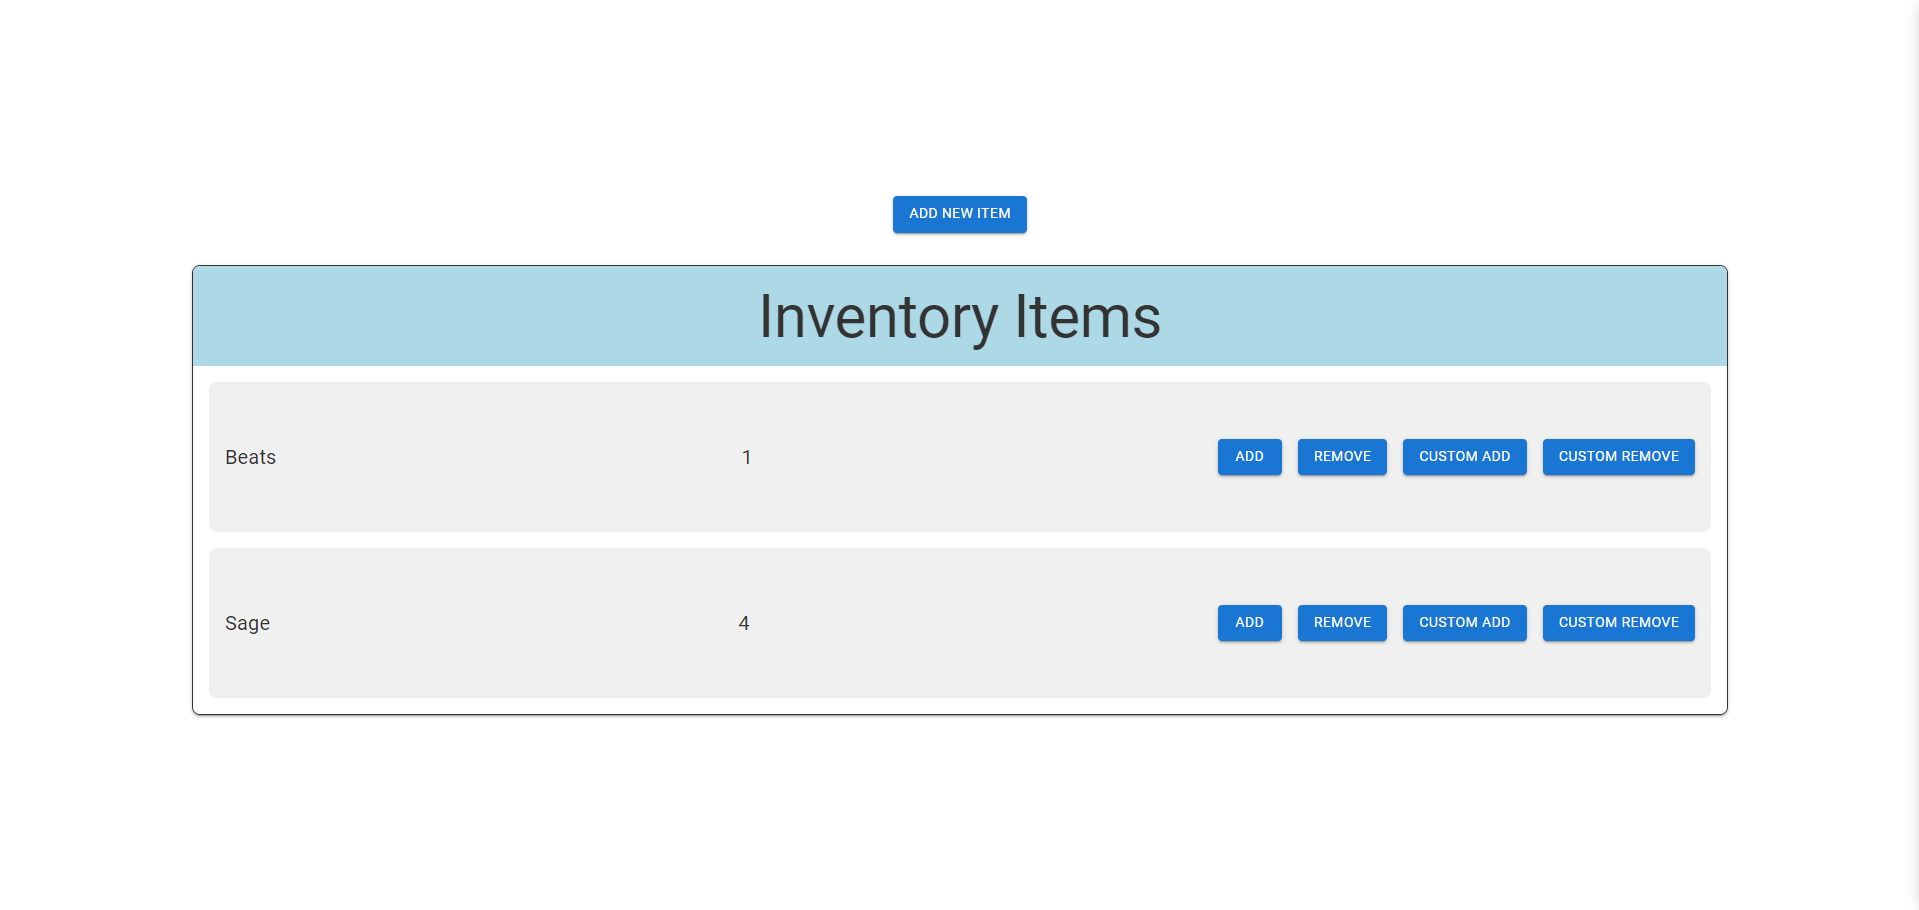 ADD NEW ITEM
Inventory Items
Beats 1 ADD REMOVE CUSTOM ADD CUSTOM REMOVE
Sage 4 ADD REMOVE CUSTOM ADD CUSTOM REMOVE